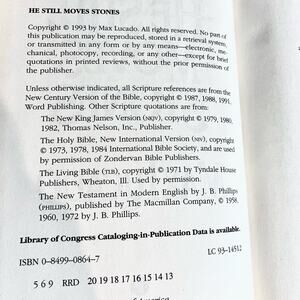 HE STILL MOVES STONES
Copyright © 1993 by Max Lucado. All rights reserved. No part of
this publication may be reproduced, stored in a retrieval system,
or transmitted in any form or by any means—electronic, me-
chanical, photocopy, recording, or any other—except for brief
quotations in printed reviews, without the prior permission of
the publisher.
Unless otherwise indicated, all Scripture references are from the
New Century Version of the Bible, copyright © 1987, 1988, 1991,
Word Publishing. Other Scripture quotations are from:
The New King James Version (NKJV), copyright © 1979, 1980,
1982, Thomas Nelson, Inc., Publisher.
The Holy Bible, New International Version (NIV), copyright
© 1973, 1978, 1984 International Bible Society, and are used
by permission of Zondervan Bible Publishers.
The Living Bible (TLB), copyright © 1971 by Tyndale House
Publishers, Wheaton, Ill. Used by permission.
The New Testament in Modern English by J. B. Phillips
(PHILLIPS), published by The Macmillan Company, © 1958,
1960, 1972 by J. B. Phillips.
Library of Congress Cataloging-in-Publication Data is available.
ISBN 0-8499-0864-7
LC 93-14512
5 6 9 RRD 20 19 18 17 16 15 14 13
of America